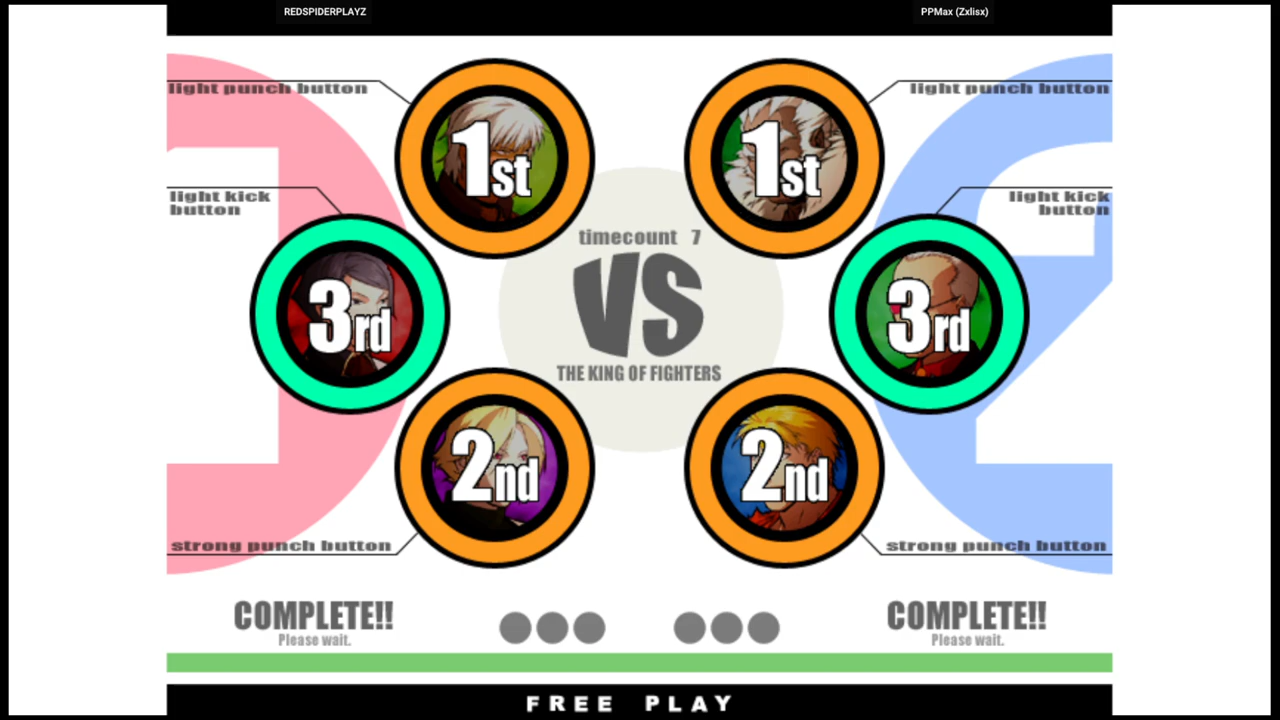 REDSPIDERPLAYZ
PPMax (Zxlisx)
light punch button
light punch button
1st
1st
light kick
button
light kick
button
timecount 7
VS
THE KING OF FIGHTERS
3rd
3rd
2nd
2nd
strong punch button
strong punch button
COMPLETE!!
Please wait.
COMPLETE!!
Please wait.
FREE PLAY